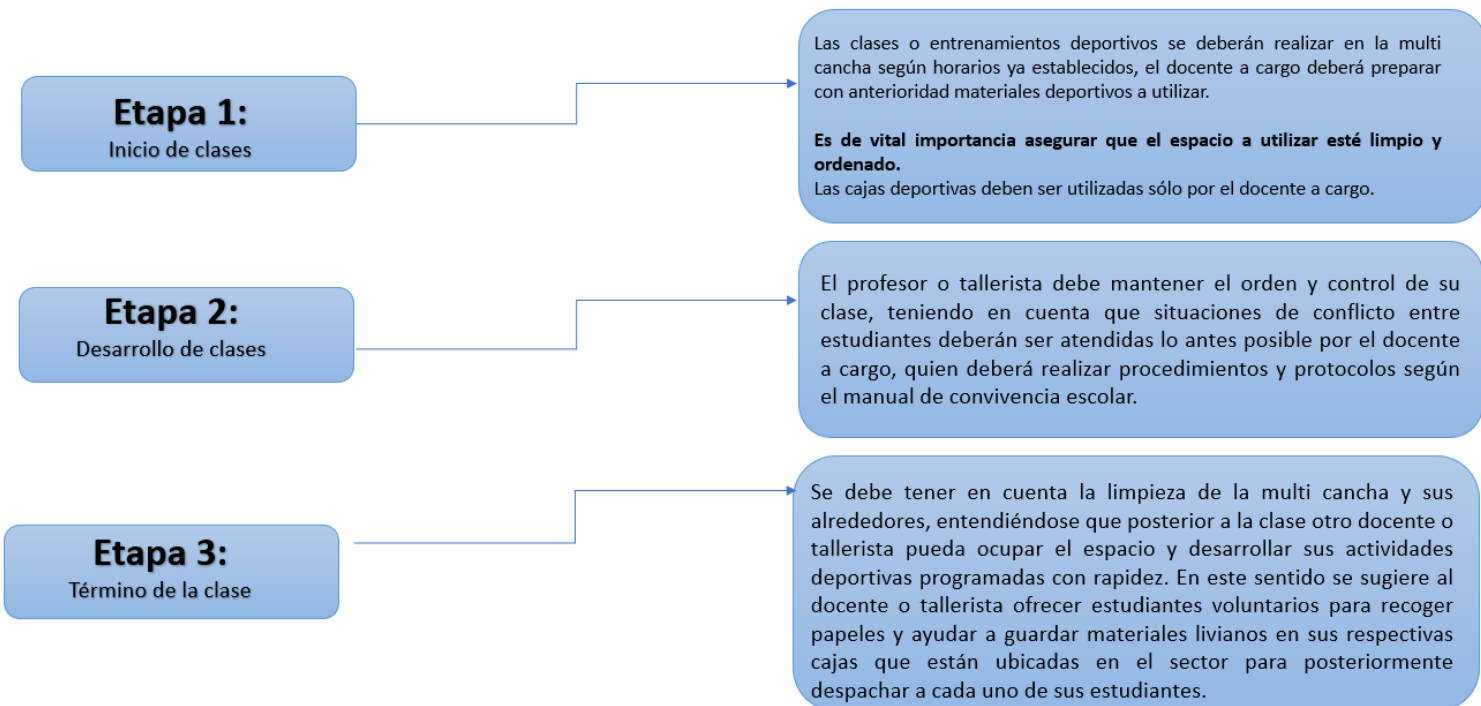 Etapa 1:
Inicio de clases
Las clases o entrenamientos deportivos se deberán realizar en la multi
cancha según horarios ya establecidos, el docente a cargo deberá preparar
con anterioridad materiales deportivos a utilizar.
Es de vital importancia asegurar que el espacio a utilizar esté limpio y
ordenado.
Las cajas deportivas deben ser utilizadas sólo por el docente a cargo.
Etapa 2:
Desarrollo de clases
El profesor o tallerista debe mantener el orden y control de su
clase, teniendo en cuenta que situaciones de conflicto entre
estudiantes deberán ser atendidas lo antes posible por el docente
a cargo, quien deberá realizar procedimientos y protocolos según
el manual de convivencia escolar.
Etapa 3:
Término de la clase
Se debe tener en cuenta la limpieza de la multi cancha y sus
alrededores, entendiéndose que posterior a la clase otro docente o
tallerista pueda ocupar el espacio y desarrollar sus actividades
deportivas programadas con rapidez. En este sentido se sugiere al
docente o tallerista ofrecer estudiantes voluntarios para recoger
papeles y ayudar a guardar materiales livianos en sus respectivas
cajas que están ubicadas en el sector para posteriormente
despachar a cada uno de sus estudiantes.